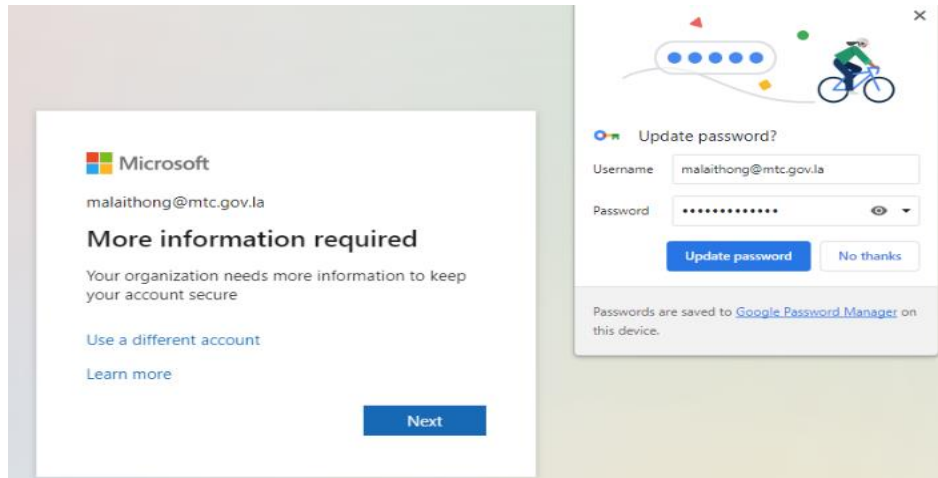 Microsoft
malaithong@mtc.gov.la
More information required
Your organization needs more information to keep
your account secure
Use a different account
Learn more
Next
Update password?
Username malaithong@mtc.gov.la
Password •••••••••••••
Update password No thanks
Passwords are saved to Google Password Manager on
this device.